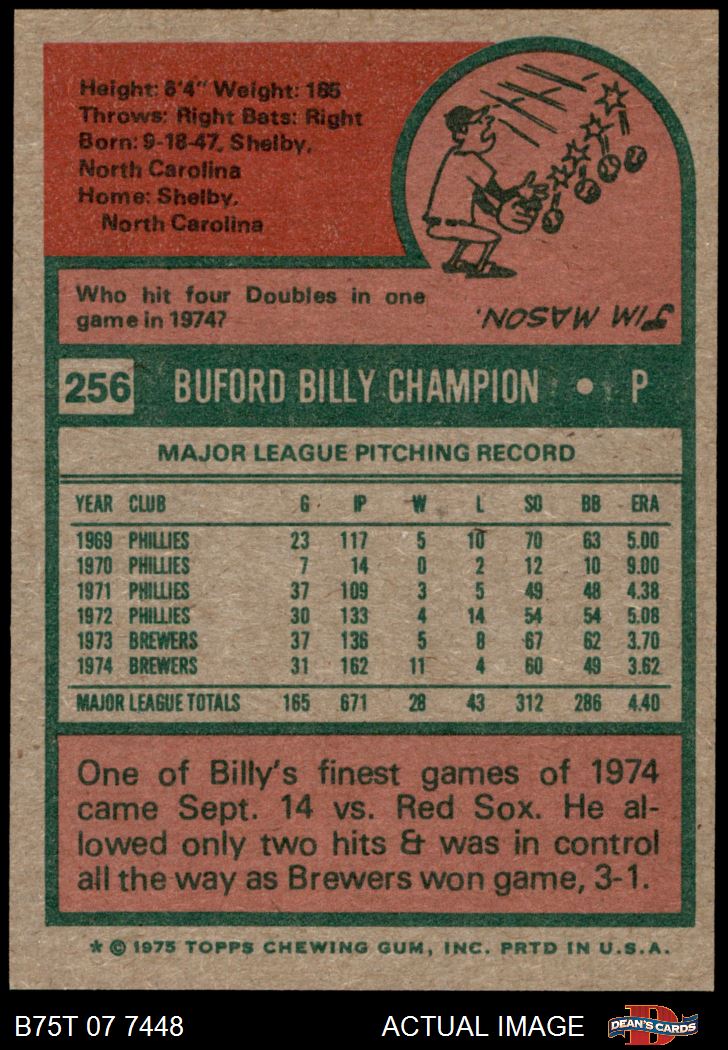 Height: 6'4" Weight: 185
Throws: Right Bats: Right
Born: 9-18-47, Shelby,
North Carolina
Home: Shelby,
North Carolina
Who hit four Doubles in one
game in 1974?
JIM MASON.
256 BUFORD BILLY CHAMPION • P
MAJOR LEAGUE PITCHING RECORD
YEAR CLUB G IP W L SO BB ERA
1969 PHILLIES 23 117 5 10 70 63 5.00
1970 PHILLIES 7 14 0 2 12 10 9.00
1971 PHILLIES 37 109 3 5 49 48 4.38
1972 PHILLIES 30 133 4 14 54 54 5.08
1973 BREWERS 37 136 5 8 67 62 3.70
1974 BREWERS 31 162 11 4 60 49 3.62
MAJOR LEAGUE TOTALS 165 671 28 43 312 286 4.40
One of Billy's finest games of 1974
came Sept. 14 vs. Red Sox. He al-
lowed only two hits & was in control
all the way as Brewers won game, 3-1.
* © 1975 TOPPS CHEWING GUM, INC. PRTD IN U.S.A.
B75T 07 7448 ACTUAL IMAGE D DEAN'S CARDS